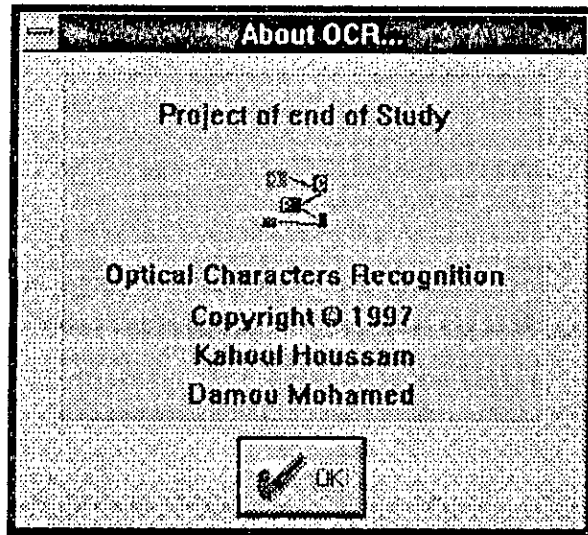 About OCR...
Project of end of Study
Optical Characters Recognition
Copyright © 1997
Kahoul Houssam
Damou Mohamed
OK